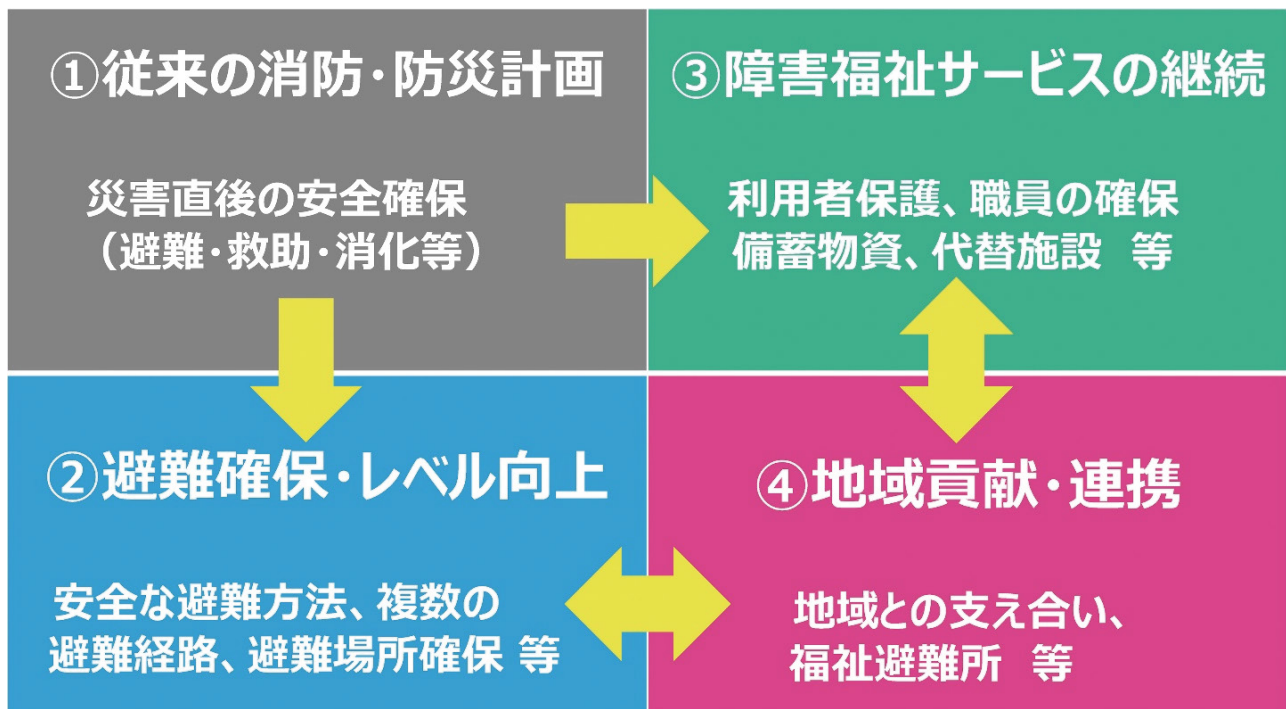 ①従来の消防・防災計画
災害直後の安全確保
（避難・救助・消化等）
②避難確保・レベル向上
安全な避難方法、複数の
避難経路、避難場所確保 等
③障害福祉サービスの継続
利用者保護、職員の確保
備蓄物資、代替施設 等
④地域貢献・連携
地域との支え合い、
福祉避難所 等